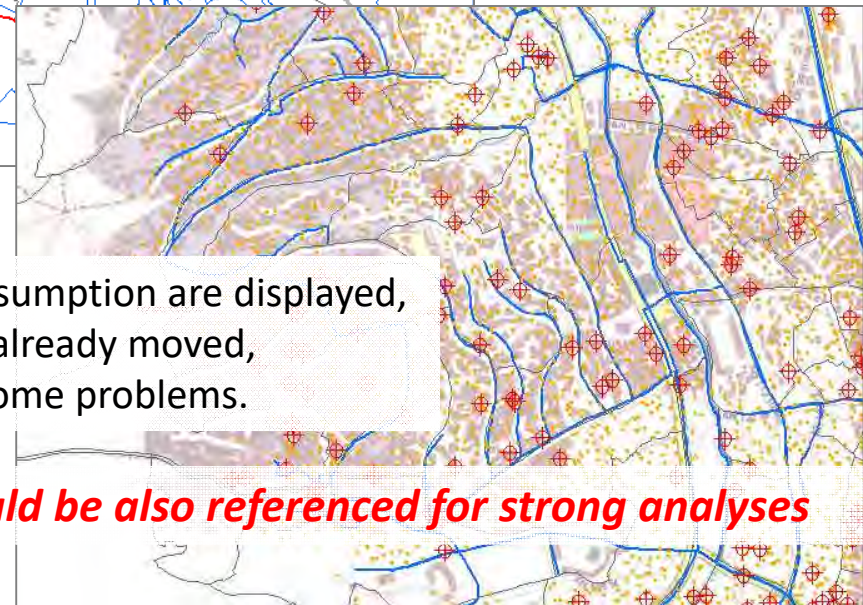 sumption are displayed,
already moved,
ome problems.
ld be also referenced for strong analyses